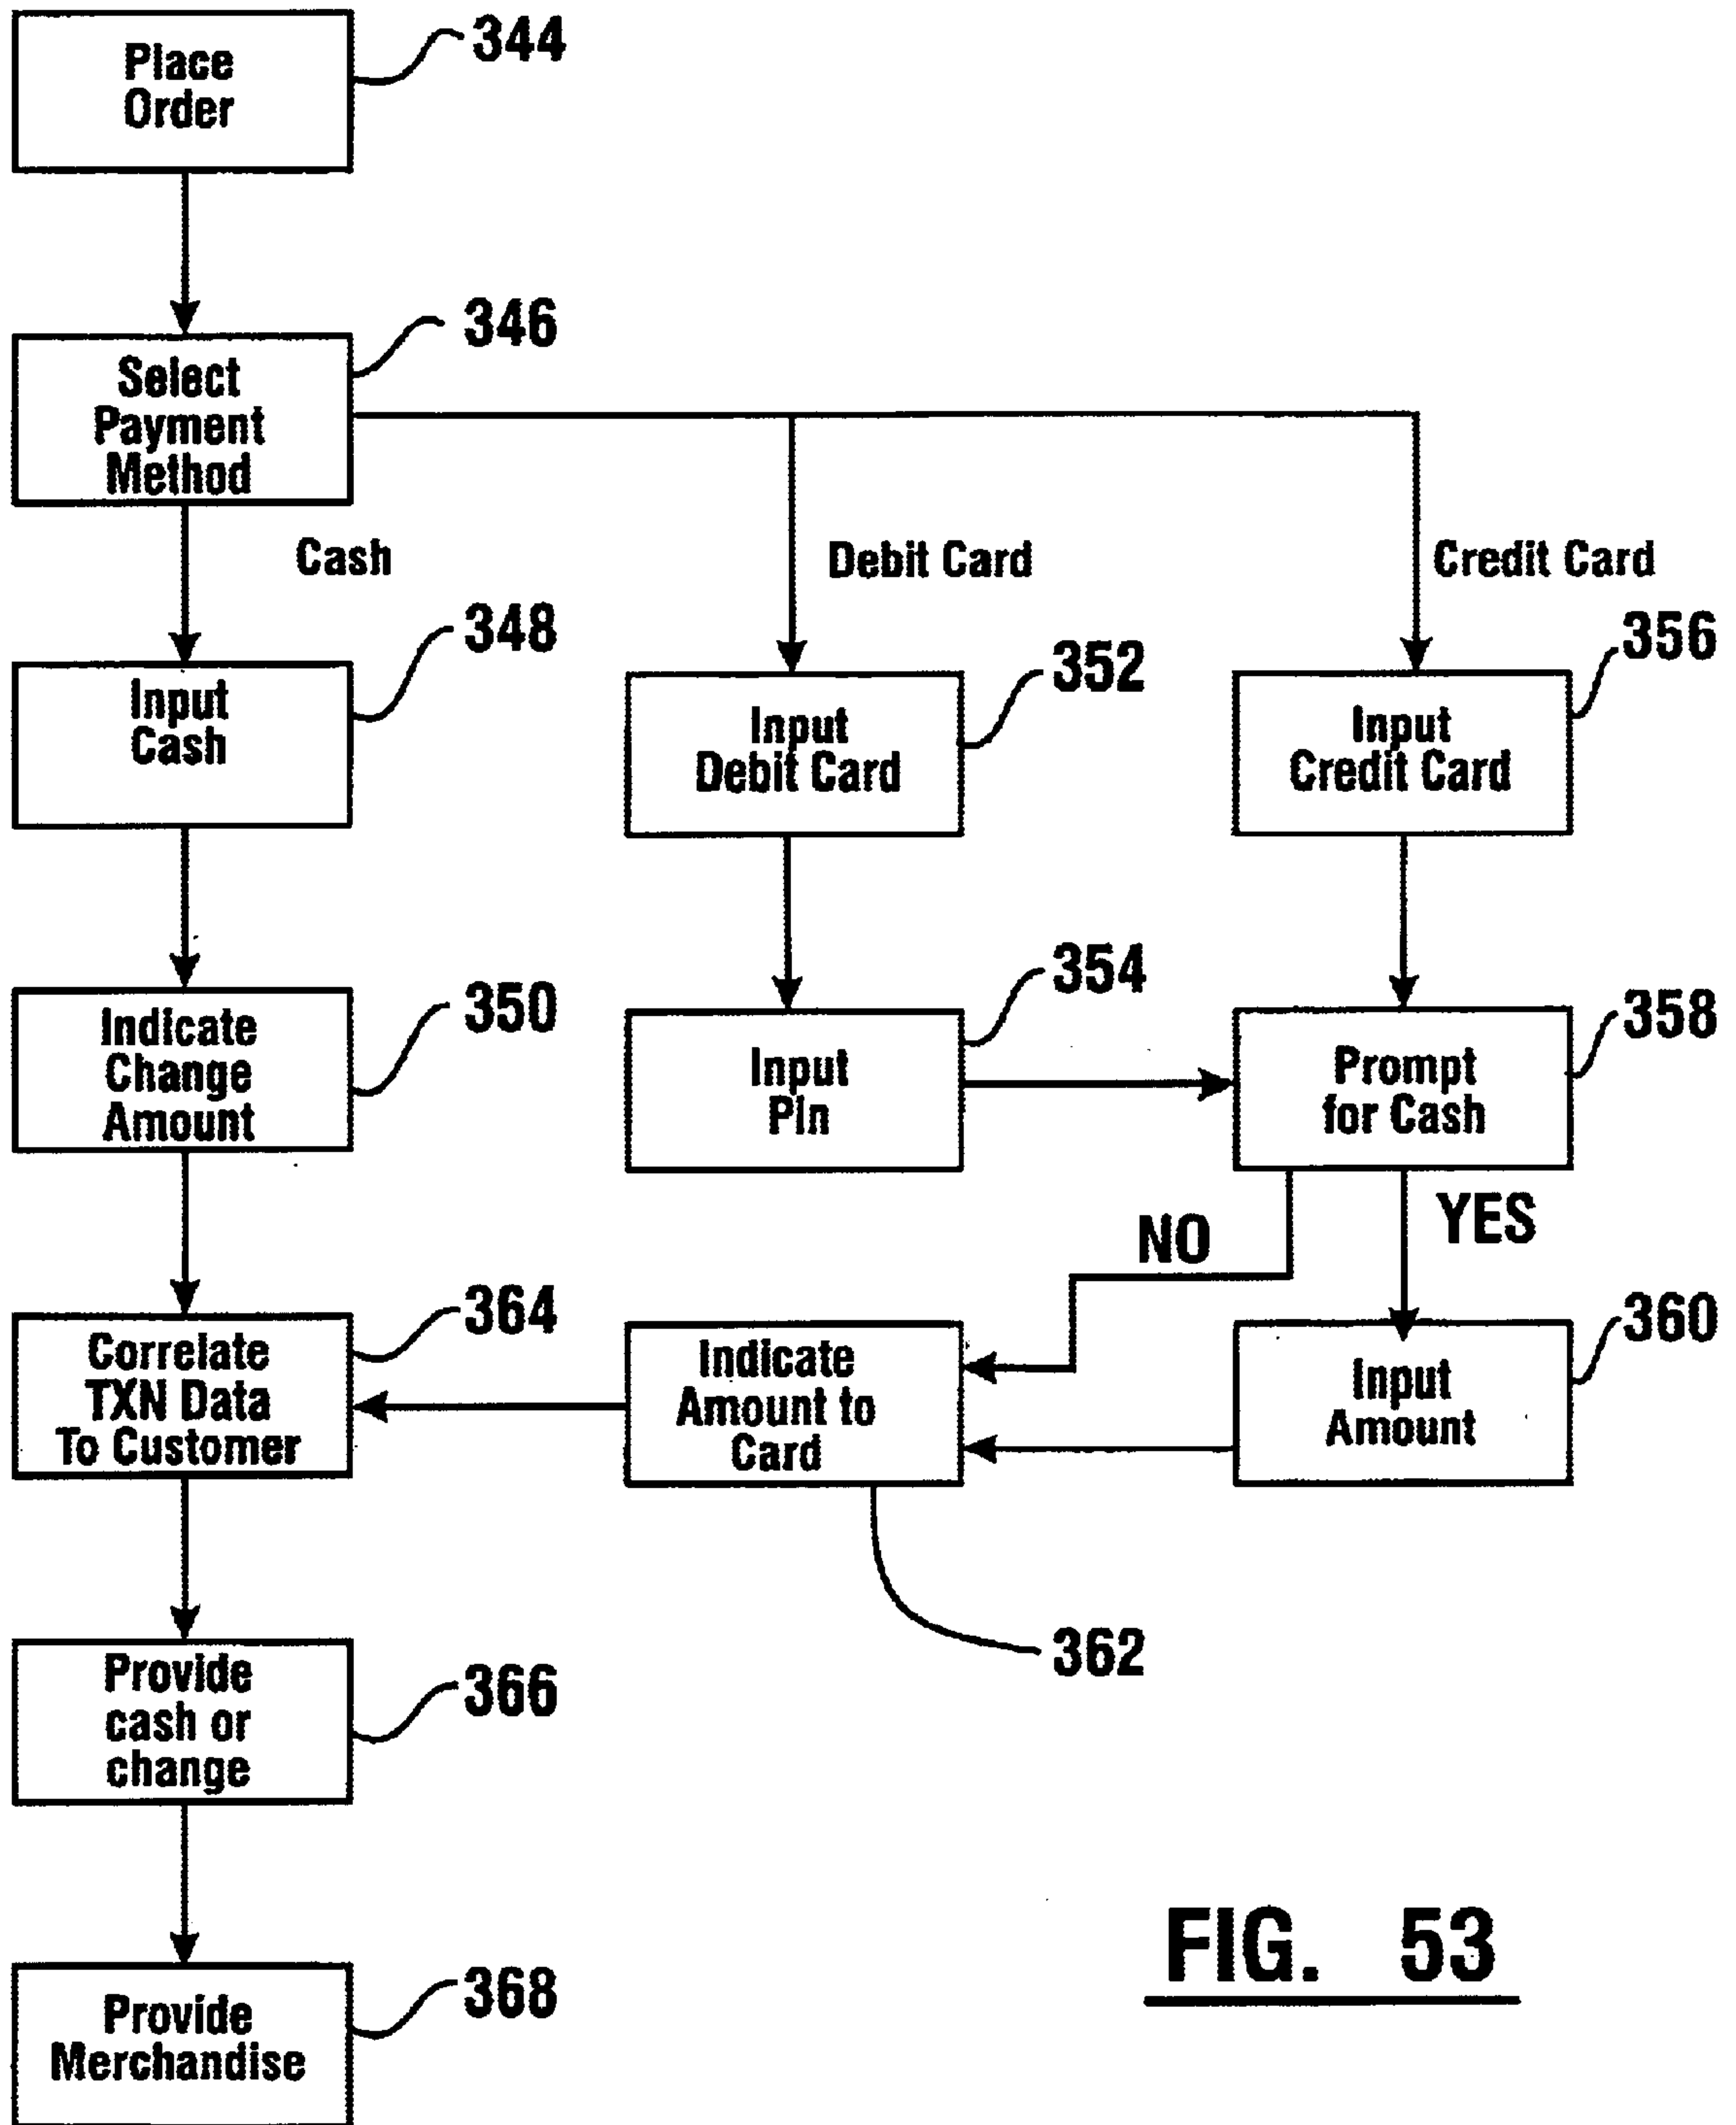 Place
Order
344
Select
Payment
Method
346
Cash
Debit Card
Credit Card
Input
Cash
348
Input
Debit Card
352
Input
Credit Card
356
Indicate
Change
Amount
350
Input
Pin
354
Prompt
for Cash
358
NO
YES
Correlate
TXN Data
To Customer
364
Indicate
Amount to
Card
362
Input
Amount
360
Provide
cash or
change
366
Provide
Merchandise
368
FIG. 53